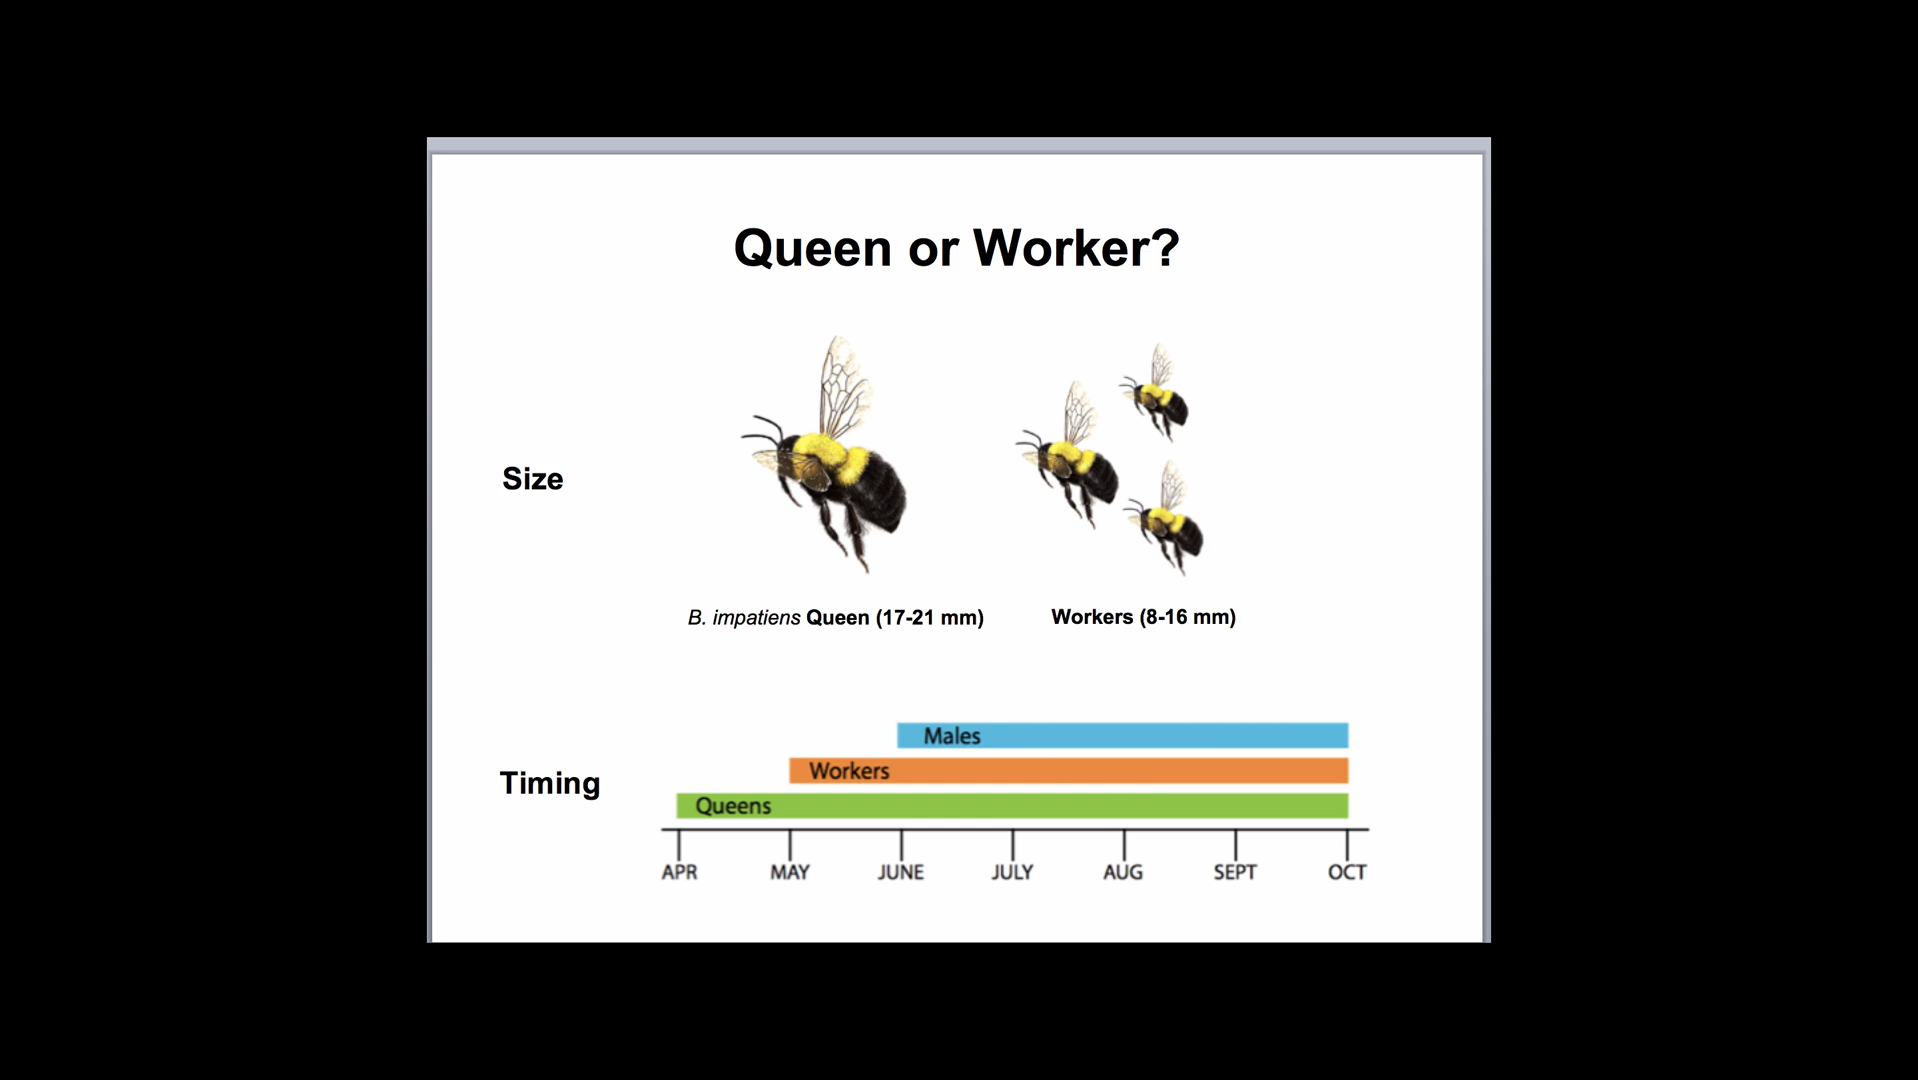 Queen or Worker?
Size
B. impatiens Queen (17-21 mm)
Workers (8-16 mm)
Timing
Males
Workers
Queens
APR MAY JUNE JULY AUG SEPT OCT